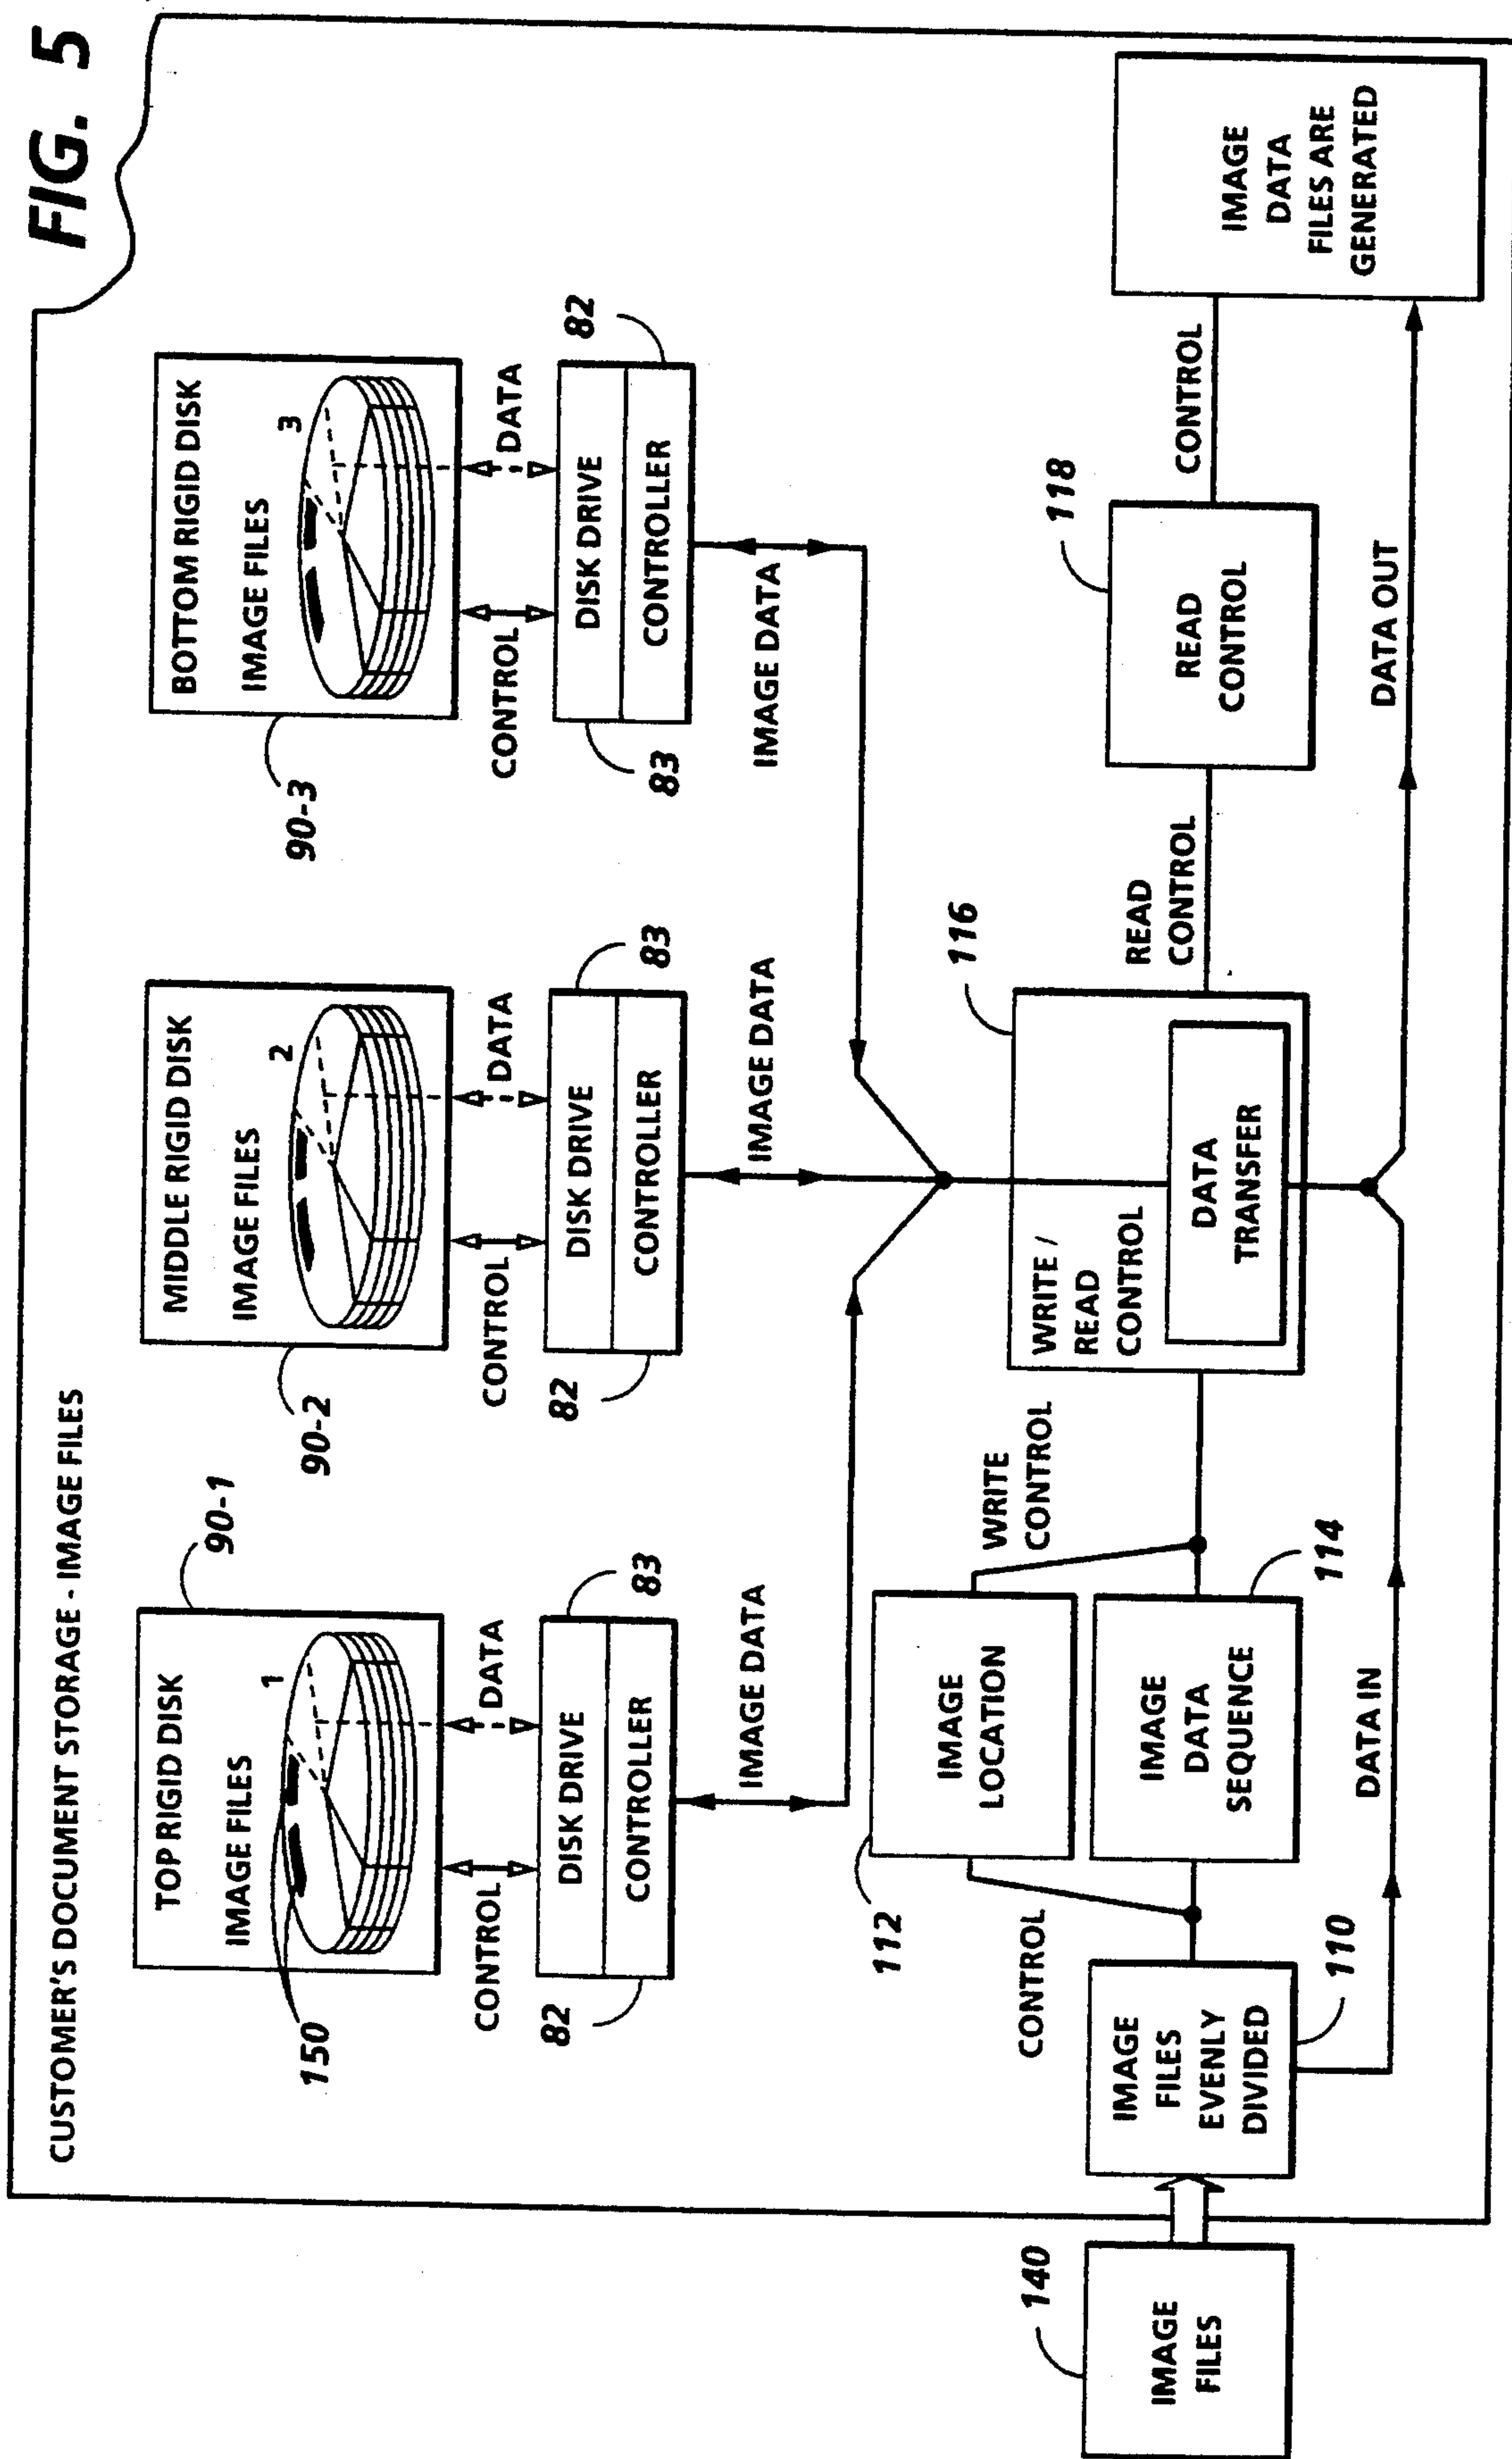 FIG. 5
CUSTOMER'S DOCUMENT STORAGE - IMAGE FILES
90-1
TOP RIGID DISK
IMAGE FILES
1
150
CONTROL
DATA
83
DISK DRIVE
CONTROLLER
82
IMAGE DATA
90-2
MIDDLE RIGID DISK
IMAGE FILES
2
CONTROL
DATA
83
DISK DRIVE
CONTROLLER
82
IMAGE DATA
90-3
BOTTOM RIGID DISK
IMAGE FILES
3
CONTROL
DATA
82
DISK DRIVE
CONTROLLER
83
IMAGE DATA
140
IMAGE
FILES
IMAGE
FILES
EVENLY
DIVIDED
110
CONTROL
112
IMAGE
LOCATION
IMAGE
DATA
SEQUENCE
114
WRITE
CONTROL
DATA IN
116
WRITE /
READ
CONTROL
DATA
TRANSFER
READ
CONTROL
118
READ
CONTROL
CONTROL
DATA OUT
IMAGE
DATA
FILES ARE
GENERATED